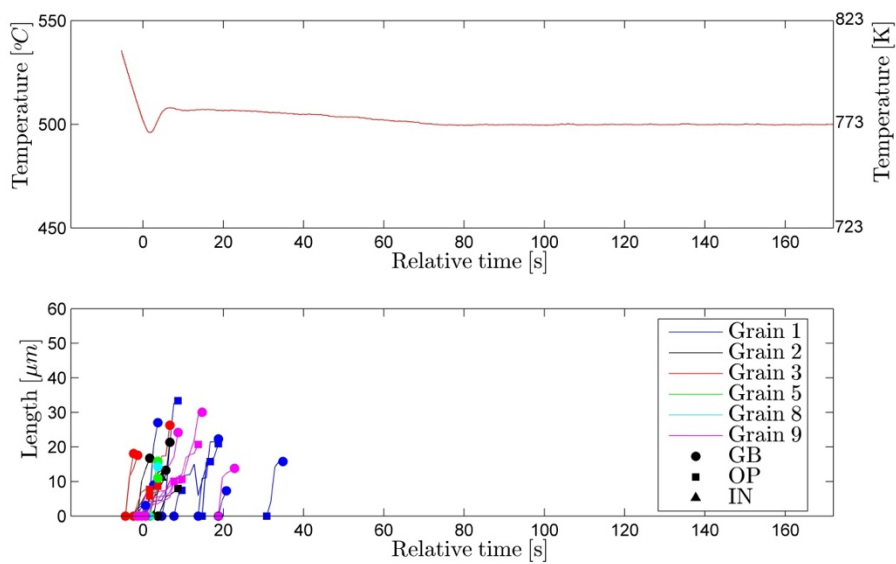 550
500
450
Temperature [°C]
823
773
723
Temperature [K]
0 20 40 60 80 100 120 140 160
Relative time [s]
60
50
40
30
20
10
0
Length [μm]
Grain 1
Grain 2
Grain 3
Grain 5
Grain 8
Grain 9
GB
OP
IN
0 20 40 60 80 100 120 140 160
Relative time [s]